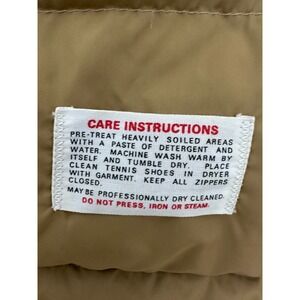 CARE INSTRUCTIONS
PRE-TREAT HEAVILY SOILED AREAS
WITH A PASTE OF DETERGENT AND
WATER. MACHINE WASH WARM BY
ITSELF AND TUMBLE DRY. PLACE
CLEAN TENNIS SHOES IN DRYER
WITH GARMENT. KEEP ALL ZIPPERS
CLOSED.
MAY BE PROFESSIONALLY DRY CLEANED.
DO NOT PRESS, IRON OR STEAM.